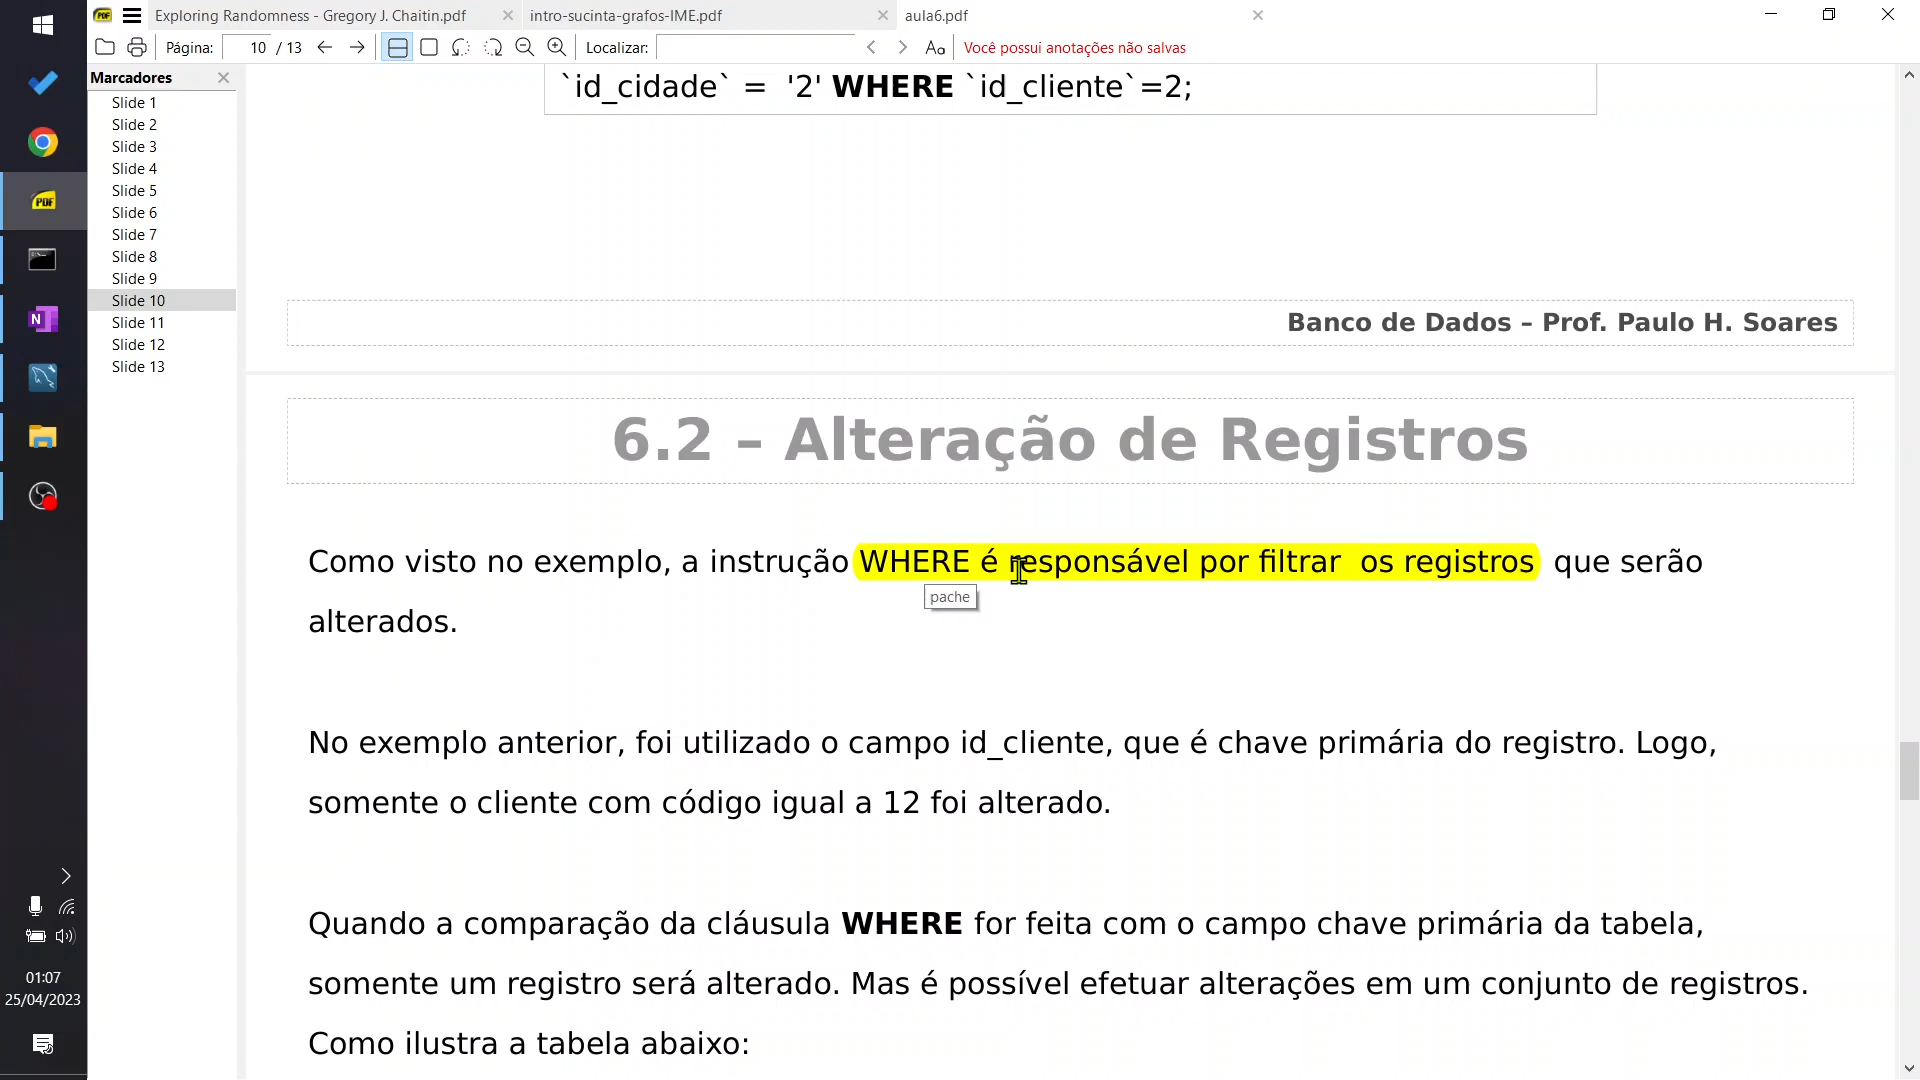 Exploring Randomness - Gregory J. Chaitin.pdf
intro-sucinta-grafos-IME.pdf
aula6.pdf
Página:
10 / 13
Localizar:
Aa
Você possui anotações não salvas
Marcadores
Slide 1
Slide 2
Slide 3
Slide 4
Slide 5
Slide 6
Slide 7
Slide 8
Slide 9
Slide 10
Slide 11
Slide 12
Slide 13
`id_cidade` = '2' WHERE `id_cliente`=2;
Banco de Dados – Prof. Paulo H. Soares
6.2 – Alteração de Registros
Como visto no exemplo, a instrução WHERE é responsável por filtrar os registros que serão
pache
alterados.
No exemplo anterior, foi utilizado o campo id_cliente, que é chave primária do registro. Logo,
somente o cliente com código igual a 12 foi alterado.
Quando a comparação da cláusula WHERE for feita com o campo chave primária da tabela,
somente um registro será alterado. Mas é possível efetuar alterações em um conjunto de registros.
Como ilustra a tabela abaixo:
PDF
PDF
N
01:07
25/04/2023